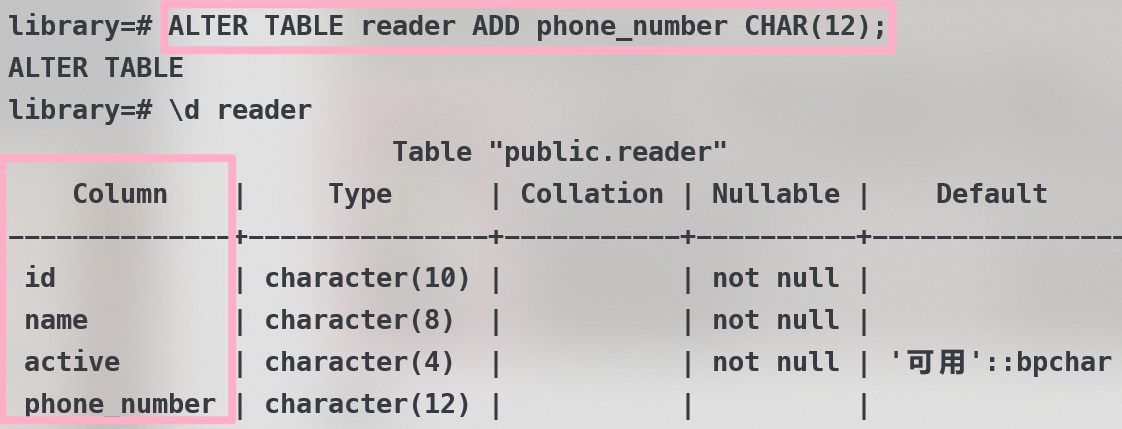 library=# ALTER TABLE reader ADD phone_number CHAR(12);
ALTER TABLE
library=# \d reader
Table "public.reader"
Column | Type | Collation | Nullable | Default
--------------+---------------+-----------+----------+----------------
id | character(10) | | not null |
name | character(8) | | not null |
active | character(4) | | not null | '可用'::bpchar
phone_number | character(12) | | |